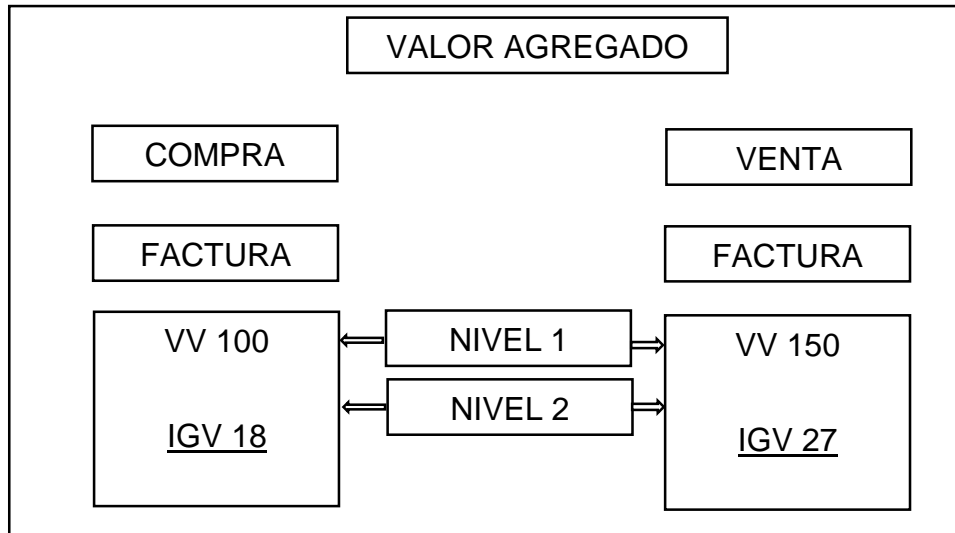 VALOR AGREGADO
COMPRA
VENTA
FACTURA
FACTURA
VV 100
NIVEL 1
VV 150
NIVEL 2
IGV 18
IGV 27